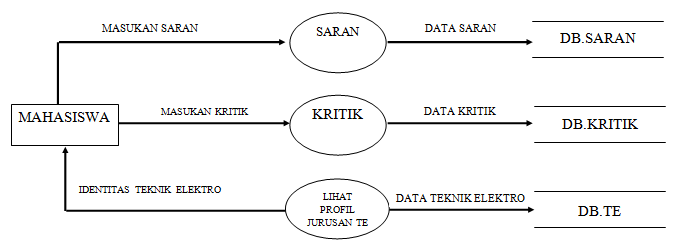 MASUKAN SARAN
SARAN
DATA SARAN
DB.SARAN
MAHASISWA
MASUKAN KRITIK
KRITIK
DATA KRITIK
DB.KRITIK
IDENTITAS TEKNIK ELEKTRO
LIHAT
PROFIL
JURUSAN TE
DATA TEKNIK ELEKTRO
DB.TE